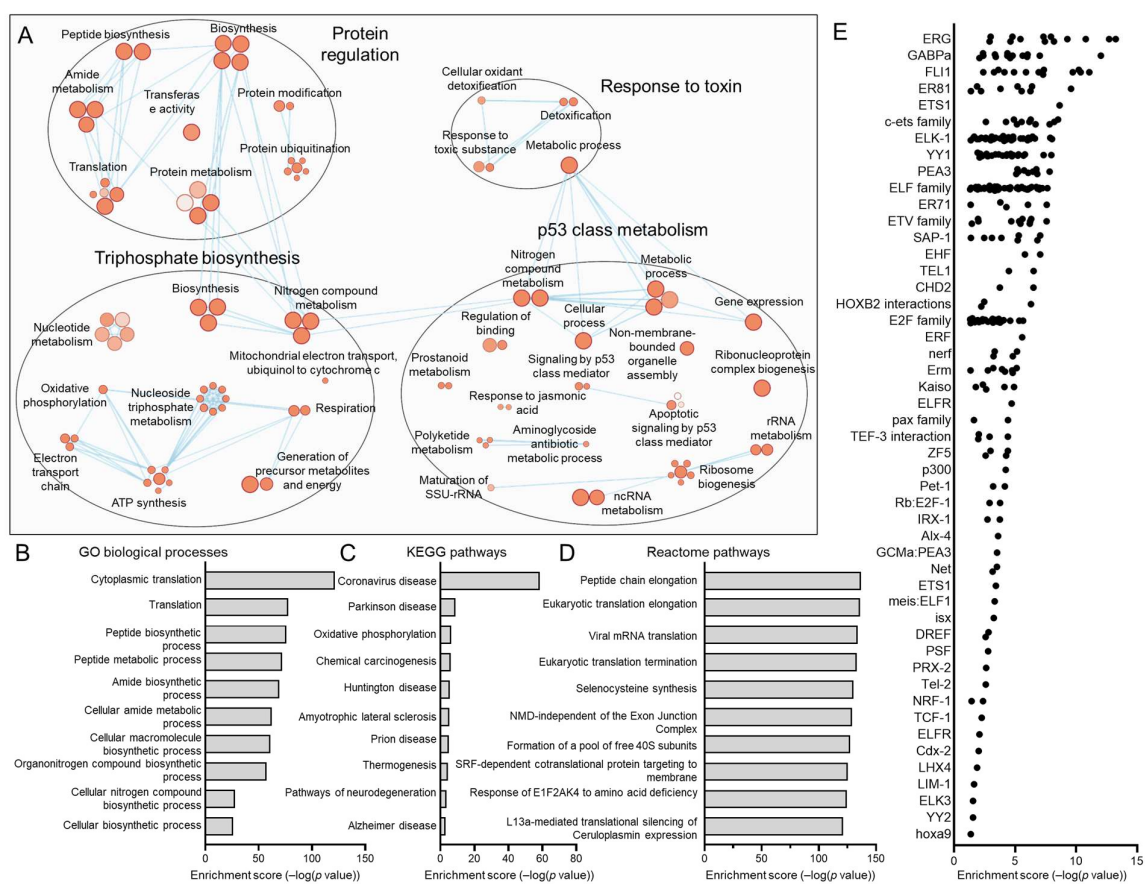 A
Protein
regulation
Peptide biosynthesis
Biosynthesis
Amide
metabolism
Transferas
e activity
Protein modification
Protein ubiquitination
Translation
Protein metabolism
Response to toxin
Cellular oxidant
detoxification
Detoxification
Response to
toxic substance
Metabolic process
Triphosphate biosynthesis
Biosynthesis
Nitrogen compound
metabolism
Nucleotide
metabolism
Mitochondrial electron transport,
ubiquinol to cytochrome c
Oxidative
phosphorylation
Nucleoside
triphosphate
metabolism
Respiration
Electron
transport
chain
ATP synthesis
Generation of
precursor metabolites
and energy
p53 class metabolism
Nitrogen
compound
metabolism
Metabolic
process
Gene expression
Regulation of
binding
Cellular
process
Non-membrane-
bounded
organelle
assembly
Prostanoid
metabolism
Signaling by p53
class mediator
Ribonucleoprotein
complex biogenesis
Response to jasmonic
acid
Apoptotic
signaling by p53
class mediator
Polyketide
metabolism
Aminoglycoside
antibiotic
metabolic process
rRNA
metabolism
Maturation of
SSU-rRNA
Ribosome
biogenesis
ncRNA
metabolism
B
GO biological processes
Cytoplasmic translation
Translation
Peptide biosynthetic
process
Peptide metabolic process
Amide biosynthetic
process
Cellular amide metabolic
process
Cellular macromolecule
biosynthetic process
Organonitrogen compound biosynthetic
process
Cellular nitrogen compound
biosynthetic process
Cellular biosynthetic process
0 50 100 150
Enrichment score (−log(p value))
C
KEGG pathways
Coronavirus disease
Parkinson disease
Oxidative phosphorylation
Chemical carcinogenesis
Huntington disease
Amyotrophic lateral sclerosis
Prion disease
Thermogenesis
Pathways of neurodegeneration
Alzheimer disease
0 20 40 60 80
Enrichment score (−log(p value))
D
Reactome pathways
Peptide chain elongation
Eukaryotic translation elongation
Viral mRNA translation
Eukaryotic translation termination
Selenocysteine synthesis
NMD-independent of the Exon Junction
Complex
Formation of a pool of free 40S subunits
SRF-dependent cotranslational protein targeting to
membrane
Response of E1F2AK4 to amino acid deficiency
L13a-mediated translational silencing of
Ceruloplasmin expression
0 50 100 150
Enrichment score (−log(p value))
E
ERG
GABPa
FLI1
ER81
ETS1
c-ets family
ELK-1
YY1
PEA3
ELF family
ER71
ETV family
SAP-1
EHF
TEL1
CHD2
HOXB2 interactions
E2F family
ERF
nerf
Erm
Kaiso
ELFR
pax family
TEF-3 interaction
ZF5
p300
Pet-1
Rb:E2F-1
IRX-1
Alx-4
GCMa:PEA3
Net
ETS1
meis:ELF1
isx
DREF
PSF
PRX-2
Tel-2
NRF-1
TCF-1
ELFR
Cdx-2
LHX4
LIM-1
ELK3
YY2
hoxa9
0 5 10 15
Enrichment score (−log(p value))